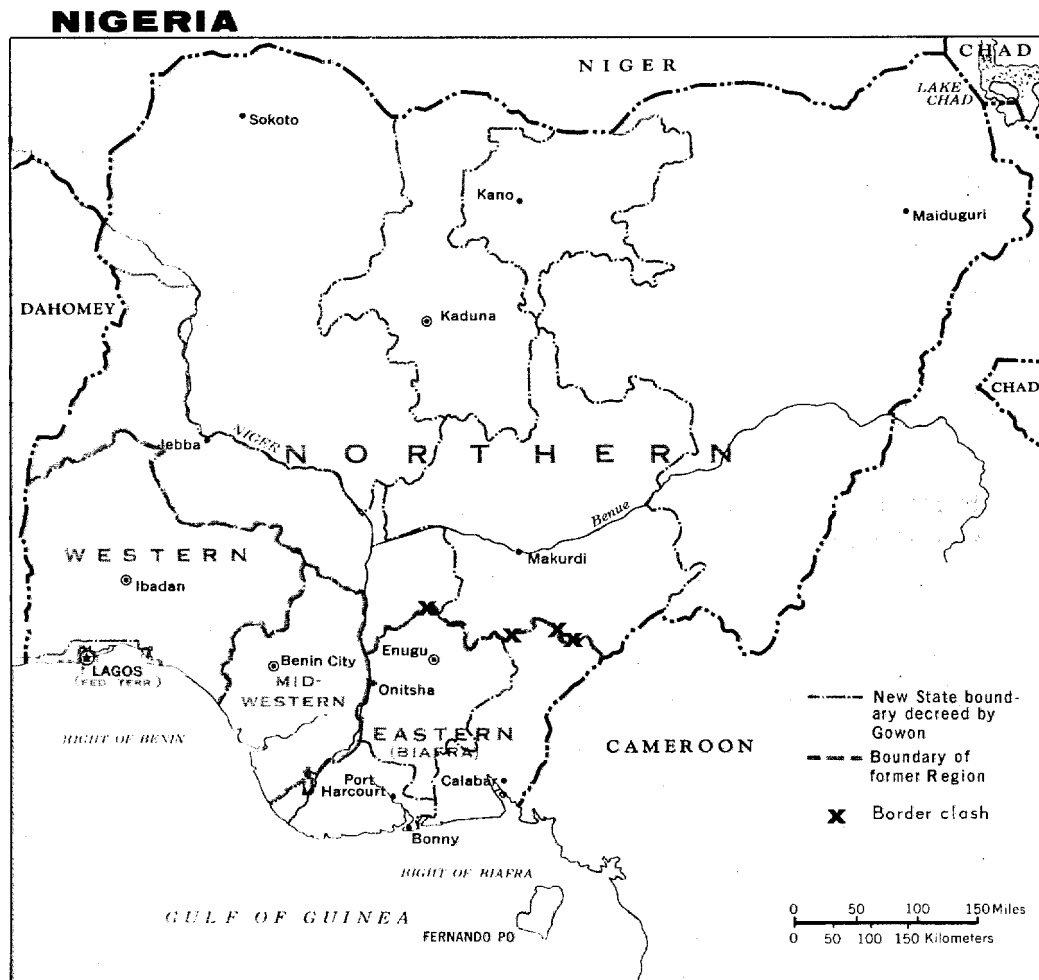 NIGERIA
CHAD
NIGER
LAKE
CHAD
Sokoto
Kano
Maiduguri
DAHOMEY
Kaduna
CHAD
Jebba
NIGER
NORTHERN
Benue
WESTERN
Makurdi
Ibadan
Enugu
Benin City
LAGOS
(FED TERR)
MID-
WESTERN
Onitsha
New State bound-
ary decreed by
Gowon
EASTERN
(BIAFRA)
BIGHT OF BENIN
CAMEROON
Boundary of
former Region
Port
Harcourt
Calabar
X Border clash
Bonny
BIGHT OF BIAFRA
GULF OF GUINEA
FERNANDO PO
0 50 100 150 Miles
0 50 100 150 Kilometers